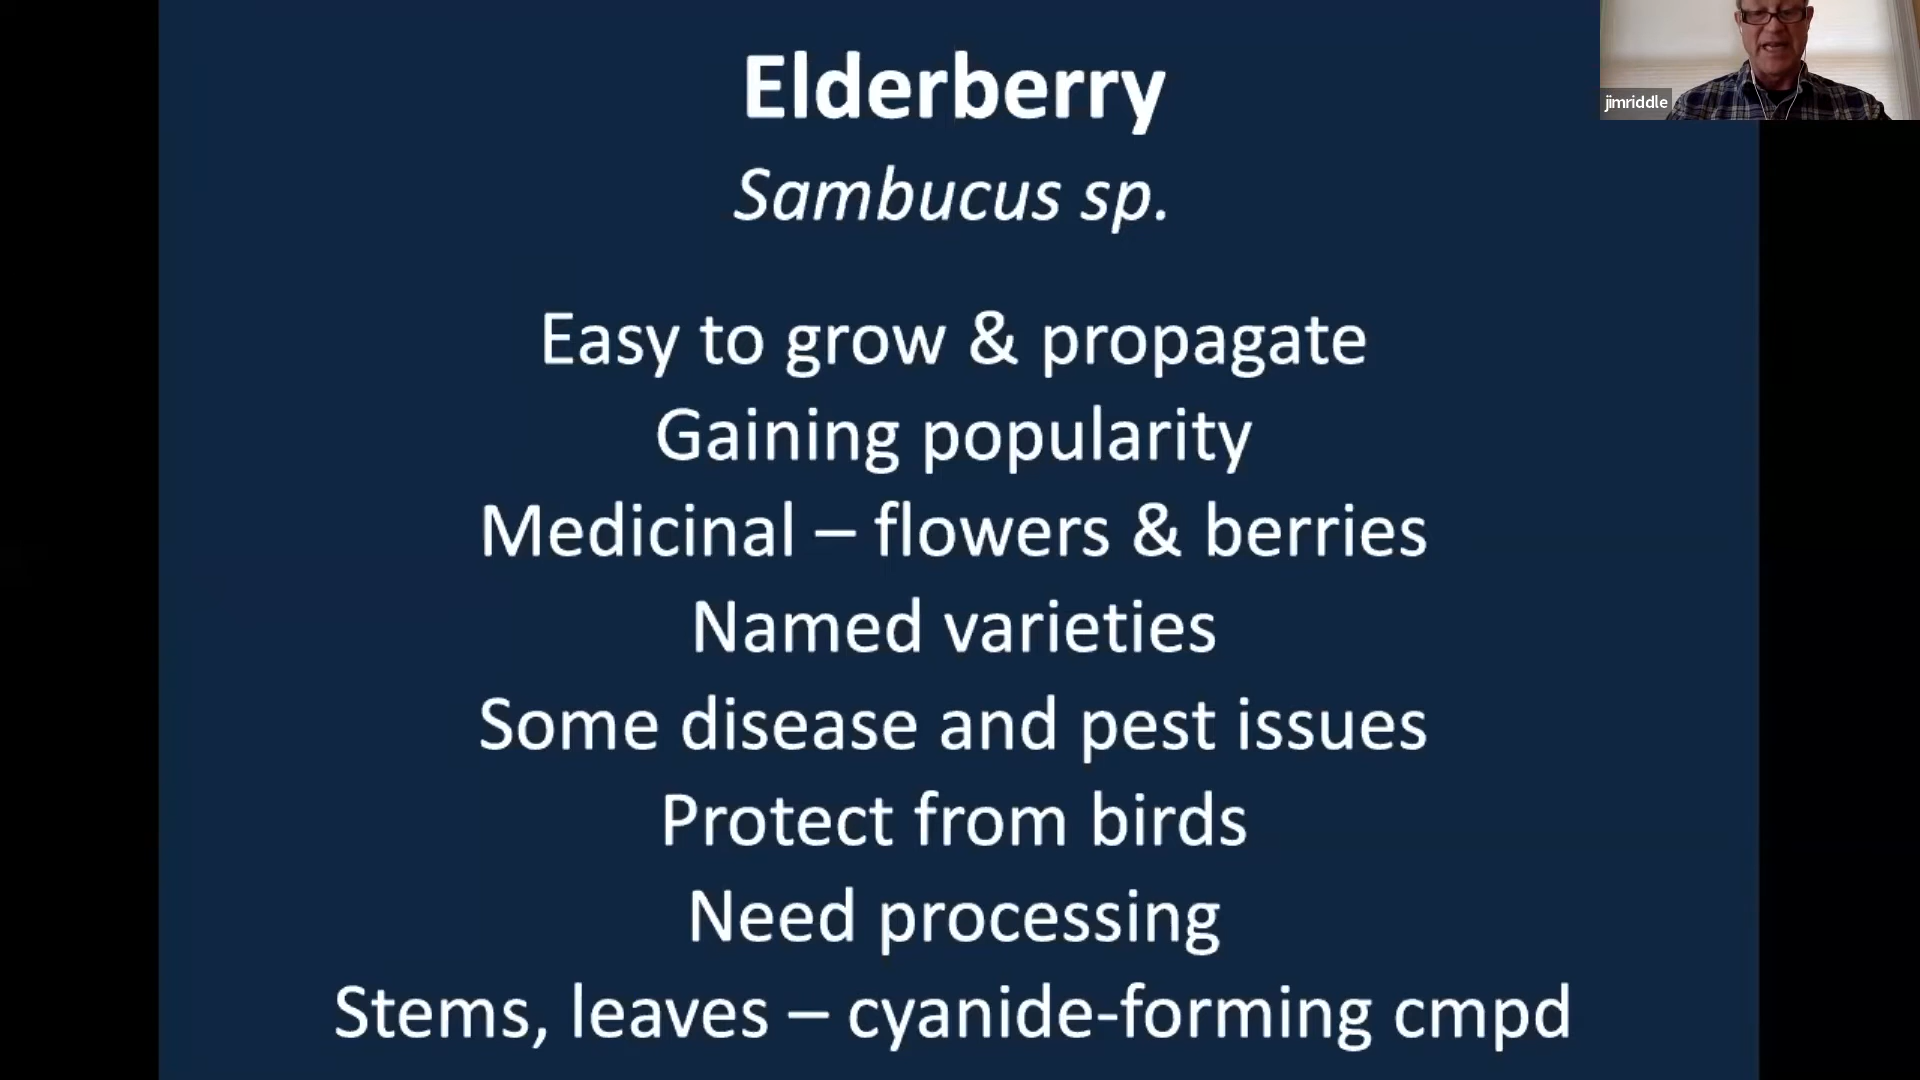 Elderberry
Sambucus sp.
Easy to grow & propagate
Gaining popularity
Medicinal – flowers & berries
Named varieties
Some disease and pest issues
Protect from birds
Need processing
Stems, leaves – cyanide-forming cmpd
jimriddle